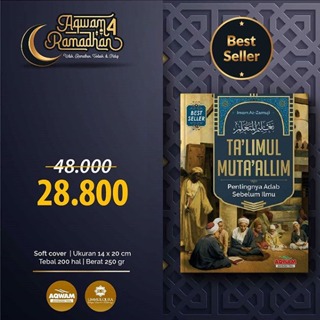 Aqwam4
Ramadhan
Best
Seller
BEST
SELLER
Imam Az-Zarnuji
تعليم المتعلم
TA'LIMUL
MUTA'ALLIM
Pentingnya Adab
Sebelum Ilmu
48.000
28.800
Soft cover | Ukuran 14 x 20 cm
Tebal 200 hal | Berat 250 gr
AQWAM
AQWAM